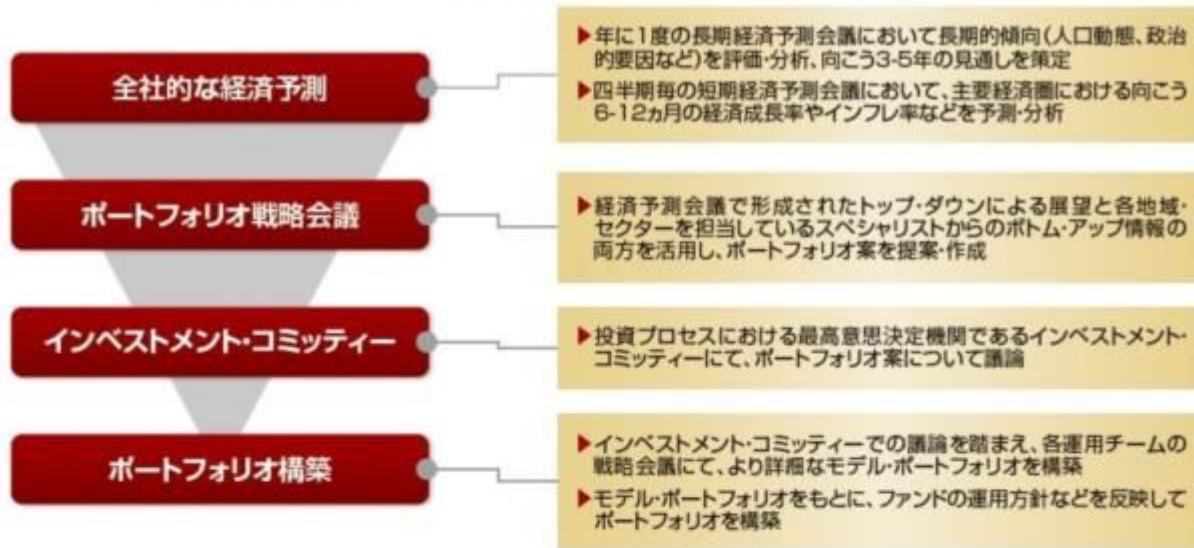 全社的な経済予測
▶年に1度の長期経済予測会議において長期的傾向(人口動態、政治
的要因など)を評価・分析、向こう3-5年の見通しを策定
▶四半期毎の短期経済予測会議において、主要経済圏における向こう
6-12ヵ月の経済成長率やインフレ率などを予測・分析
ポートフォリオ戦略会議
▶経済予測会議で形成されたトップ・ダウンによる展望と各地域・
セクターを担当しているスペシャリストからのボトム・アップ情報の
両方を活用し、ポートフォリオ案を提案・作成
インベストメント・コミッティー
▶投資プロセスにおける最高意思決定機関であるインベストメント・
コミッティーにて、ポートフォリオ案について議論
ポートフォリオ構築
▶インベストメント・コミッティーでの議論を踏まえ、各運用チームの
戦略会議にて、より詳細なモデル・ポートフォリオを構築
▶モデル・ポートフォリオをもとに、ファンドの運用方針などを反映して
ポートフォリオを構築